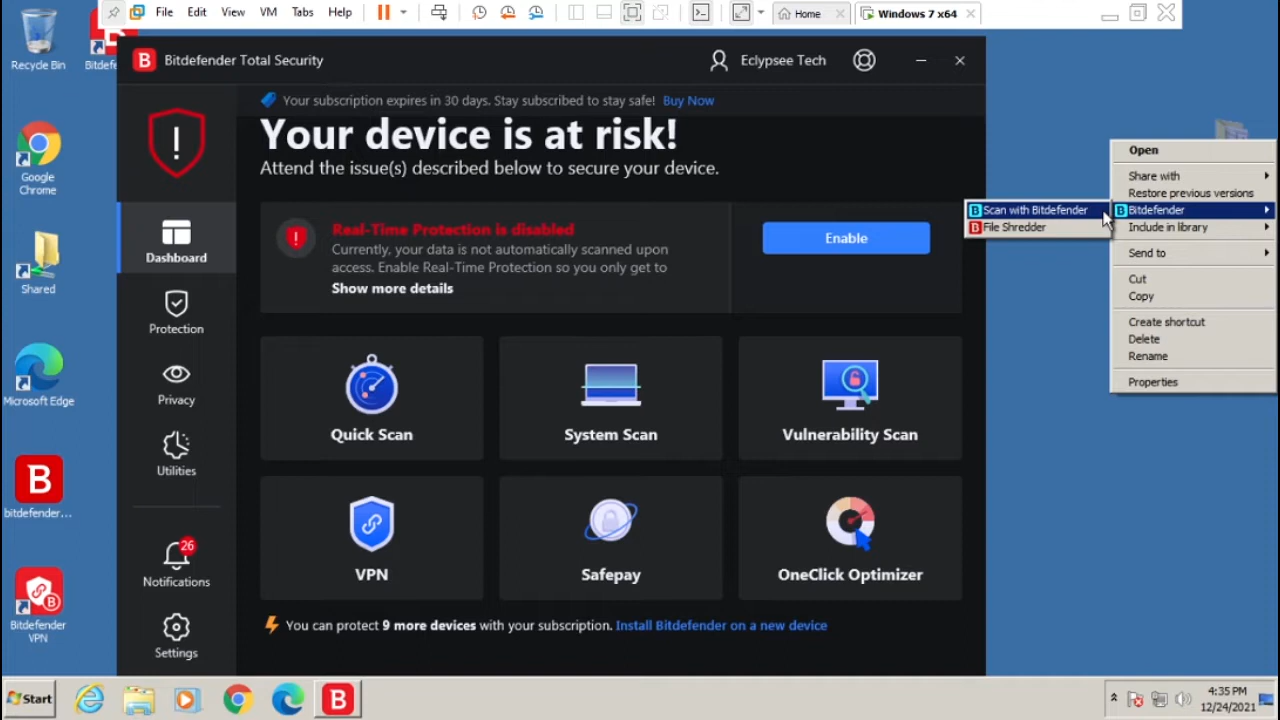 File Edit View VM Tabs Help
Home
Windows 7 x64
Recycle Bin
Bitdefe
B Bitdefender Total Security
Eclypsee Tech
Your subscription expires in 30 days. Stay subscribed to stay safe! Buy Now
Your device is at risk!
Attend the issue(s) described below to secure your device.
Real-Time Protection is disabled
Currently, your data is not automatically scanned upon
access. Enable Real-Time Protection so you only get to
Show more details
Enable
Dashboard
Protection
Privacy
Utilities
26
Notifications
Settings
Quick Scan
System Scan
Vulnerability Scan
VPN
Safepay
OneClick Optimizer
You can protect 9 more devices with your subscription. Install Bitdefender on a new device
Google
Chrome
Shared
Microsoft Edge
B
bitdefender...
B
Bitdefender
VPN
Open
Share with
Restore previous versions
B Bitdefender
Include in library
Send to
Cut
Copy
Create shortcut
Delete
Rename
Properties
B Scan with Bitdefender
B File Shredder
Start
B
4:35 PM
12/24/2021